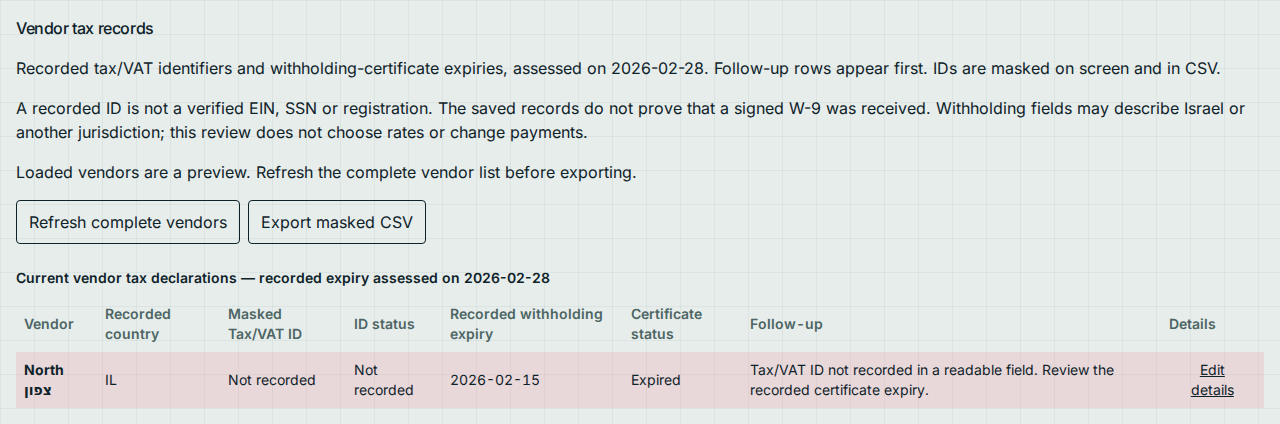 Vendor tax records
Recorded tax/VAT identifiers and withholding-certificate expiries, assessed on 2026-02-28. Follow-up rows appear first. IDs are masked on screen and in CSV.
A recorded ID is not a verified EIN, SSN or registration. The saved records do not prove that a signed W-9 was received. Withholding fields may describe Israel or
another jurisdiction; this review does not choose rates or change payments.
Loaded vendors are a preview. Refresh the complete vendor list before exporting.
Refresh complete vendors Export masked CSV
Current vendor tax declarations — recorded expiry assessed on 2026-02-28
Vendor Recorded country Masked Tax/VAT ID ID status Recorded withholding expiry Certificate status Follow-up Details
North צפון IL Not recorded Not recorded 2026-02-15 Expired Tax/VAT ID not recorded in a readable field. Review the recorded certificate expiry. Edit details